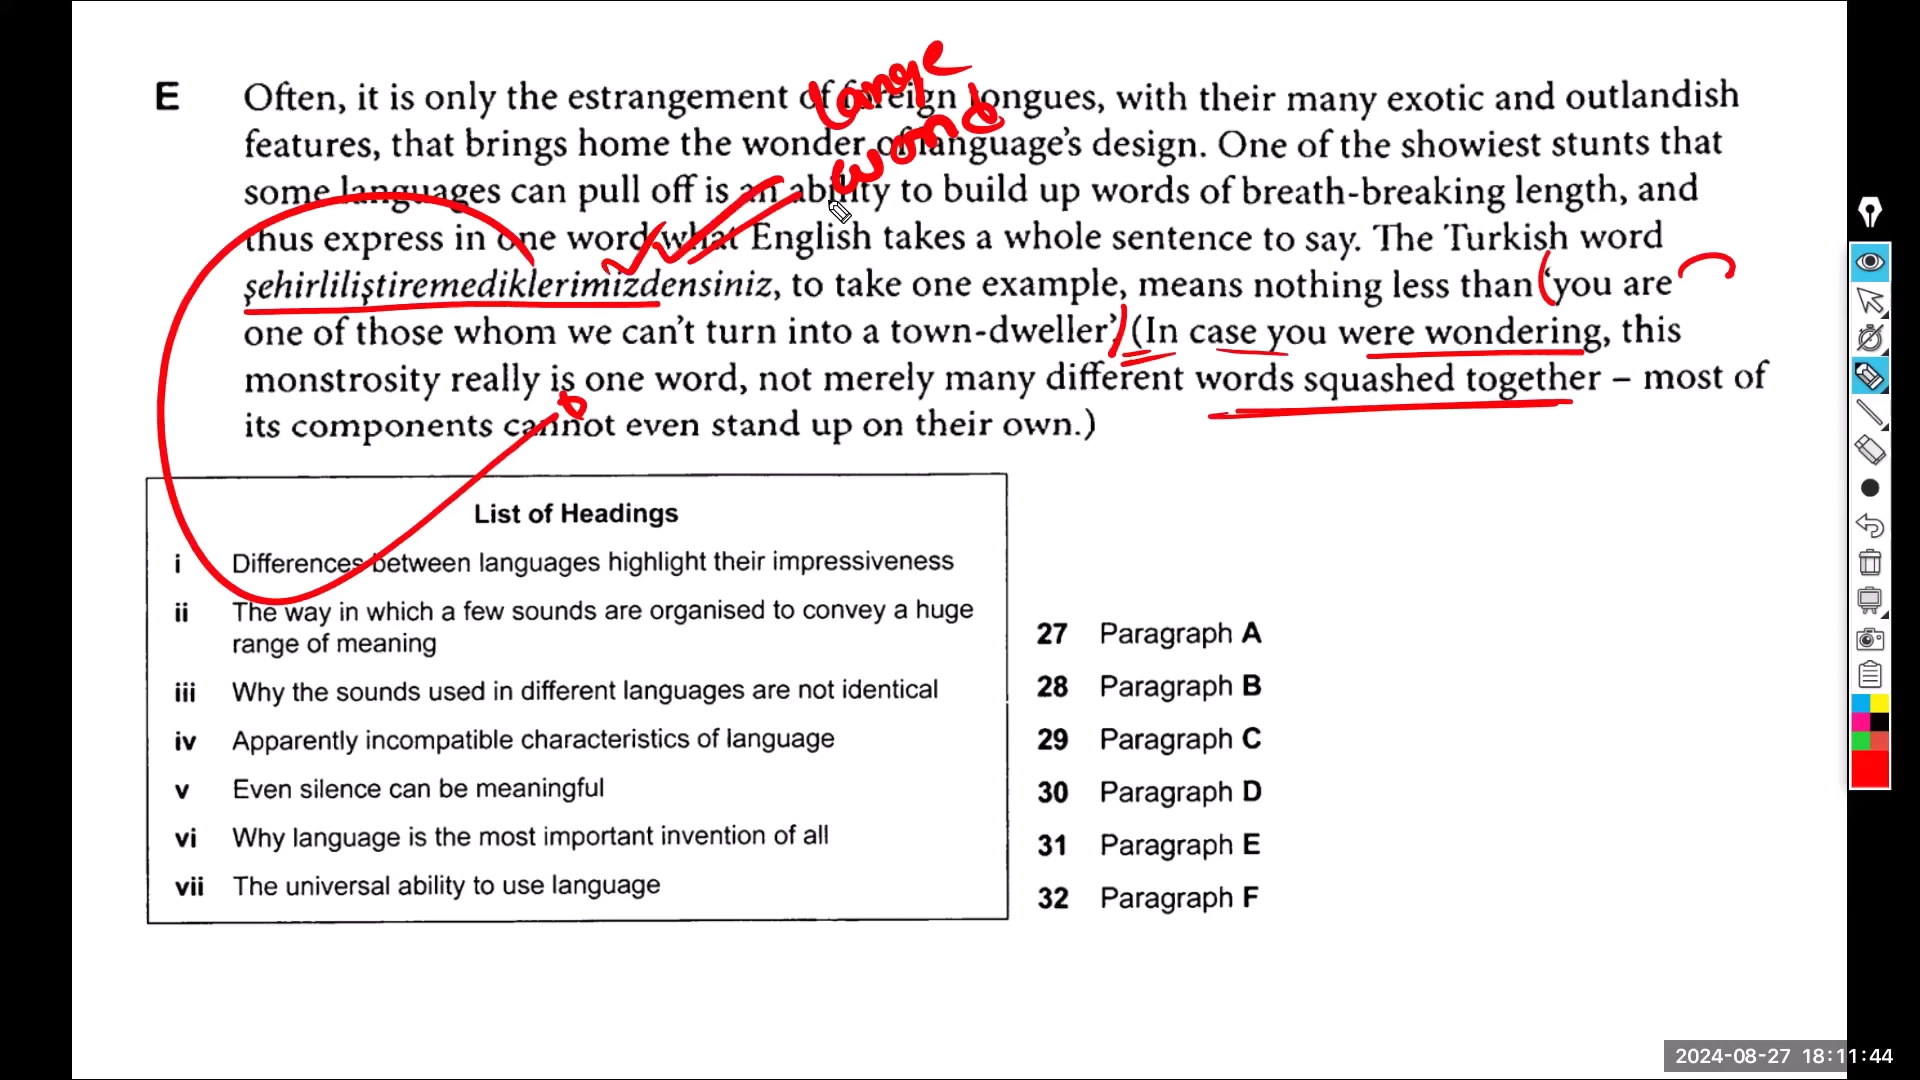 E Often, it is only the estrangement of foreign tongues, with their many exotic and outlandish
features, that brings home the wonder of language's design. One of the showiest stunts that
some languages can pull off is an ability to build up words of breath-breaking length, and
thus express in one word what English takes a whole sentence to say. The Turkish word
şehirlilıştiremediklerimizdensiniz, to take one example, means nothing less than 'you are
one of those whom we can't turn into a town-dweller'. (In case you were wondering, this
monstrosity really is one word, not merely many different words squashed together – most of
its components cannot even stand up on their own.)
word
List of Headings
i Differences between languages highlight their impressiveness
ii The way in which a few sounds are organised to convey a huge
range of meaning
iii Why the sounds used in different languages are not identical
iv Apparently incompatible characteristics of language
v Even silence can be meaningful
vi Why language is the most important invention of all
vii The universal ability to use language
27 Paragraph A
28 Paragraph B
29 Paragraph C
30 Paragraph D
31 Paragraph E
32 Paragraph F
2024-08-27 18:11:44